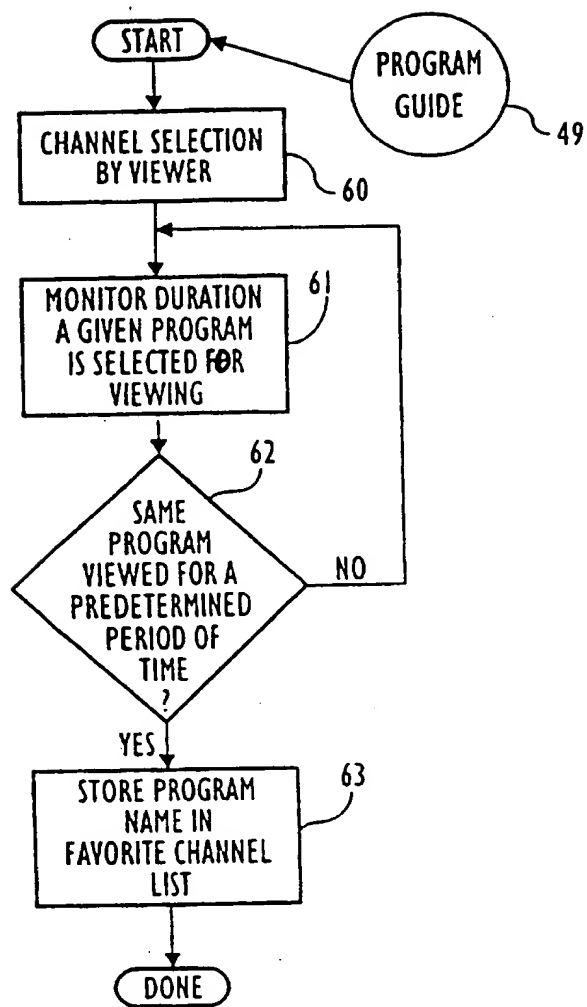 START
PROGRAM
GUIDE
49
CHANNEL SELECTION
BY VIEWER
60
MONITOR DURATION
A GIVEN PROGRAM
IS SELECTED FOR
VIEWING
61
62
SAME
PROGRAM
VIEWED FOR A
PREDETERMINED
PERIOD OF
TIME
?
NO
YES
STORE PROGRAM
NAME IN
FAVORITE CHANNEL
LIST
63
DONE